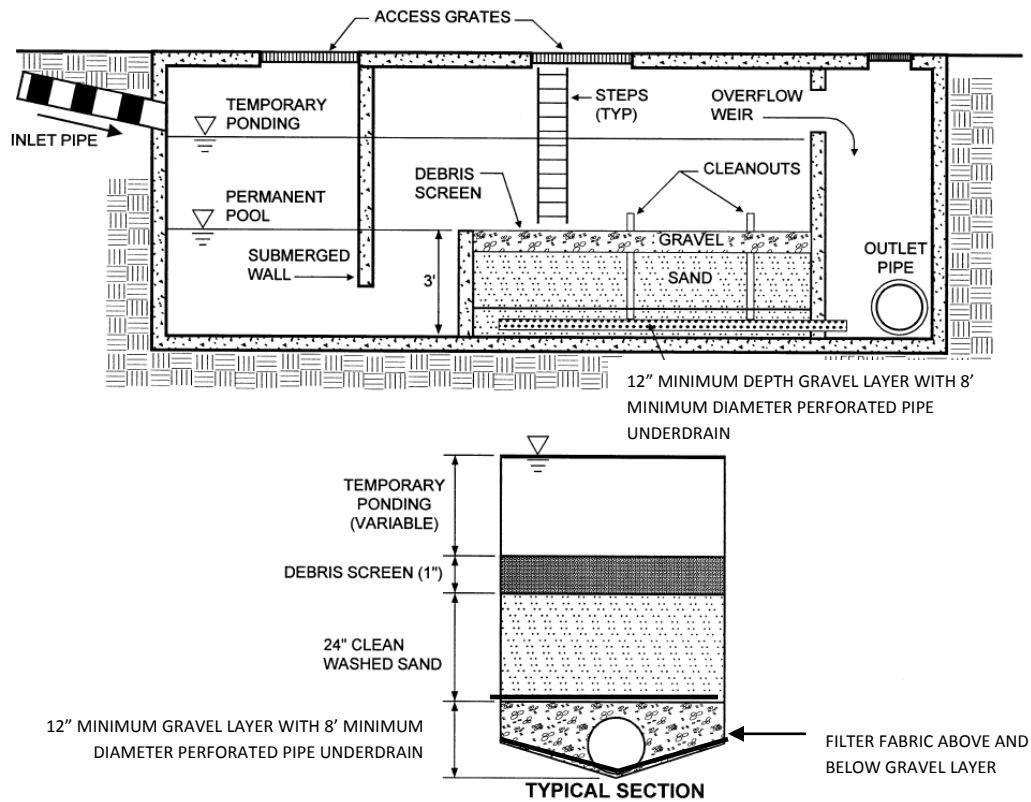 ACCESS GRATES
TEMPORARY
PONDING
INLET PIPE
STEPS
(TYP)
OVERFLOW
WEIR
DEBRIS
SCREEN
CLEANOUTS
PERMANENT
POOL
SUBMERGED
WALL
3'
GRAVEL
SAND
OUTLET
PIPE
12” MINIMUM DEPTH GRAVEL LAYER WITH 8’
MINIMUM DIAMETER PERFORATED PIPE
UNDERDRAIN
TEMPORARY
PONDING
(VARIABLE)
DEBRIS SCREEN (1")
24" CLEAN
WASHED SAND
12” MINIMUM GRAVEL LAYER WITH 8’ MINIMUM
DIAMETER PERFORATED PIPE UNDERDRAIN
FILTER FABRIC ABOVE AND
BELOW GRAVEL LAYER
TYPICAL SECTION